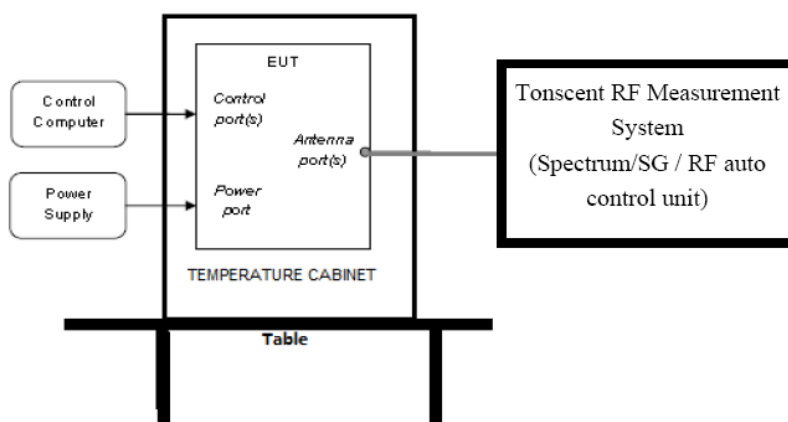 EUT
Control
Computer
Control
port(s)
Antenna
port(s)
Power
Supply
Power
port
TEMPERATURE CABINET
Table
Tonscent RF Measurement
System
(Spectrum/SG / RF auto
control unit)